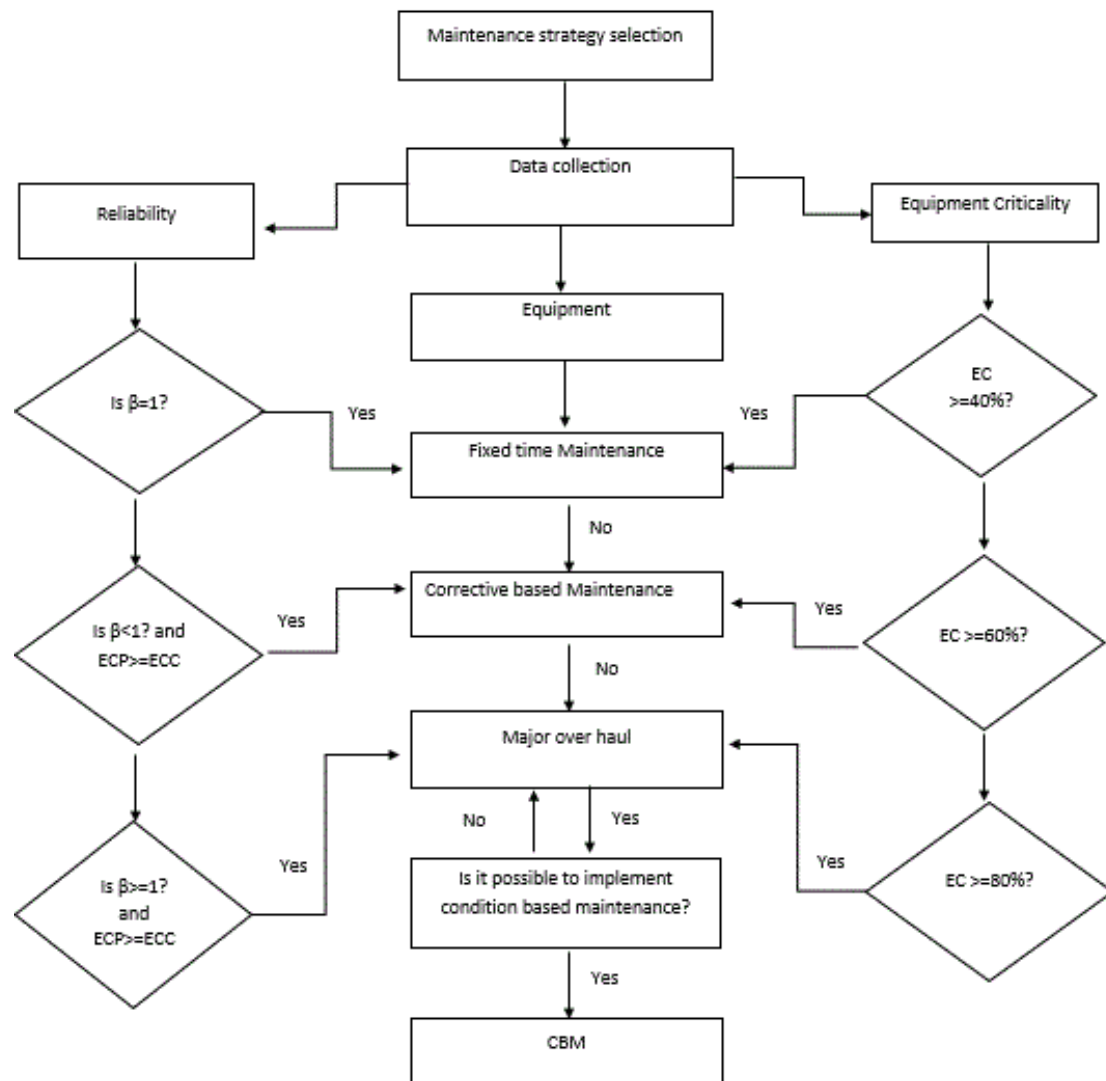 Maintenance strategy selection
Data collection
Reliability
Equipment Criticality
Equipment
Is β=1?
Yes
EC
>=40%?
Yes
Fixed time Maintenance
No
Is β<1? and
ECP>=ECC
Yes
Corrective based Maintenance
Yes
EC >=60%?
No
Major over haul
No
Yes
Is β>=1?
and
ECP>=ECC
Yes
Is it possible to implement
condition based maintenance?
Yes
EC >=80%?
Yes
CBM